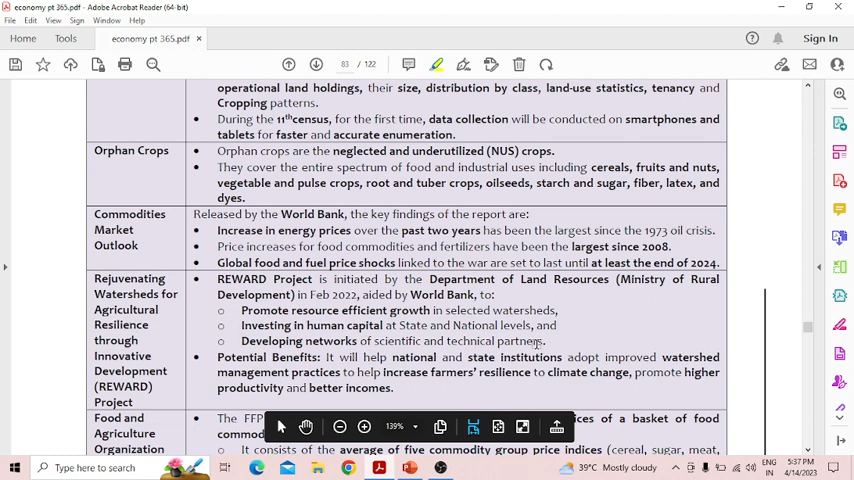 economy pt 365.pdf - Adobe Acrobat Reader (64-bit)
File Edit View Sign Window Help
Home Tools economy pt 365.pdf × Sign In
83 / 122
operational land holdings, their size, distribution by class, land-use statistics, tenancy and
Cropping patterns.
• During the 11th census, for the first time, data collection will be conducted on smartphones and
tablets for faster and accurate enumeration.
Orphan Crops
• Orphan crops are the neglected and underutilized (NUS) crops.
• They cover the entire spectrum of food and industrial uses including cereals, fruits and nuts,
vegetable and pulse crops, root and tuber crops, oilseeds, starch and sugar, fiber, latex, and
dyes.
Commodities
Market
Outlook
Released by the World Bank, the key findings of the report are:
• Increase in energy prices over the past two years has been the largest since the 1973 oil crisis.
• Price increases for food commodities and fertilizers have been the largest since 2008.
• Global food and fuel price shocks linked to the war are set to last until at least the end of 2024.
Rejuvenating
Watersheds for
Agricultural
Resilience
through
Innovative
Development
(REWARD)
Project
• REWARD Project is initiated by the Department of Land Resources (Ministry of Rural
Development) in Feb 2022, aided by World Bank, to:
o Promote resource efficient growth in selected watersheds,
o Investing in human capital at State and National levels, and
o Developing networks of scientific and technical partners.
• Potential Benefits: It will help national and state institutions adopt improved watershed
management practices to help increase farmers' resilience to climate change, promote higher
productivity and better incomes.
Food and
Agriculture
Organization
• The FFP ices of a basket of food
commod
o It consists of the average of five commodity group price indices (cereal, sugar, meat,
139%
Type here to search
39°C Mostly cloudy
ENG
IN
5:37 PM
4/14/2023